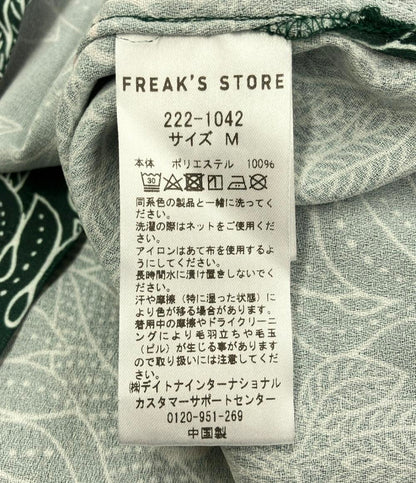 FREAK'S STORE
222-1042
サイズ M
本体 ポリエステル 100%
30
同系色の製品と一緒に洗ってく
ださい。
洗濯の際はネットをご使用くだ
さい。
アイロンはあて布を使用するよ
うにしてください。
長時間水に漬け置きしないでく
ださい。
汗や摩擦（特に湿った状態）に
より色が移る場合があります。
着用中の摩擦やドライクリーニ
ングにより毛羽立ちや毛玉
（ピル）が生じる事があります
ので取り扱いには注意してくだ
さい。
㈱デイトナインターナショナル
カスタマーサポートセンター
0120-951-269
中国製